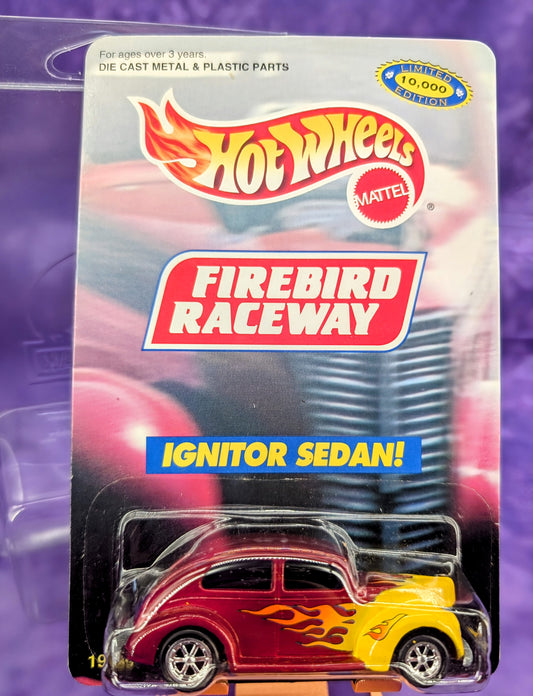 For ages over 3 years.
DIE CAST METAL & PLASTIC PARTS
LIMITED
10,000
EDITION
HOT WHEELS
MATTEL
®
FIREBIRD
RACEWAY
IGNITOR SEDAN!